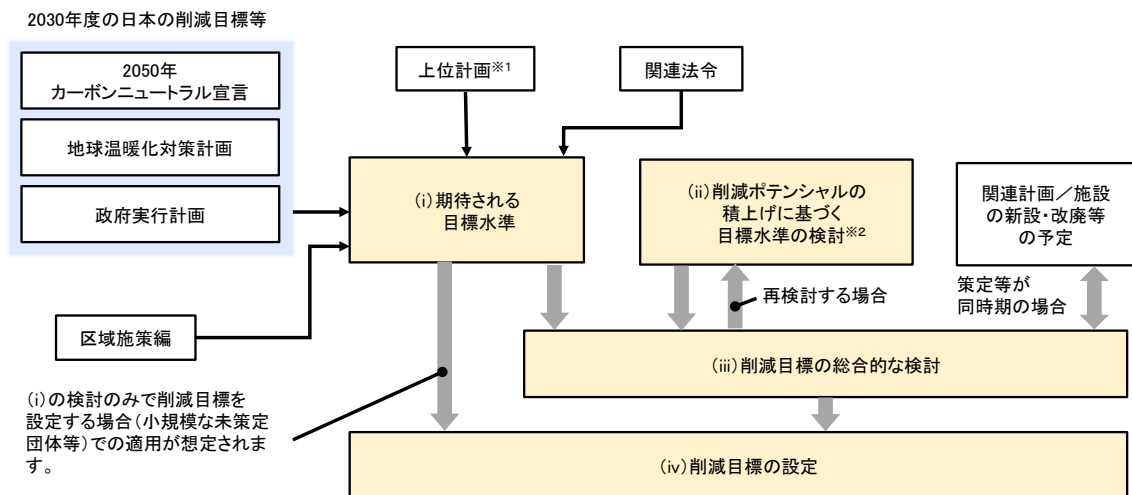 2030年度の日本の削減目標等
2050年
カーボンニュートラル宣言
地球温暖化対策計画
政府実行計画
上位計画※1
関連法令
(ⅰ)期待される
目標水準
(ⅱ)削減ポテンシャルの
積上げに基づく
目標水準の検討※2
関連計画／施設
の新設・改廃等
の予定
再検討する場合
策定等が
同時期の場合
区域施策編
(ⅲ)削減目標の総合的な検討
(ⅰ)の検討のみで削減目標を
設定する場合(小規模な未策定
団体等)での適用が想定されま
す。
(ⅳ)削減目標の設定